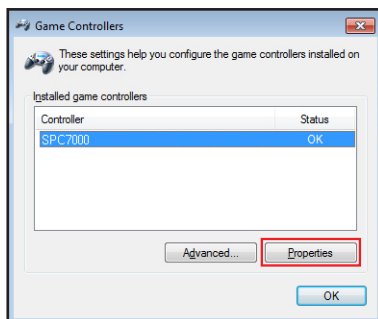 Game Controllers
These settings help you configure the game controllers installed on
your computer.
Installed game controllers
Controller Status
SPC7000 OK
Advanced... Properties
OK